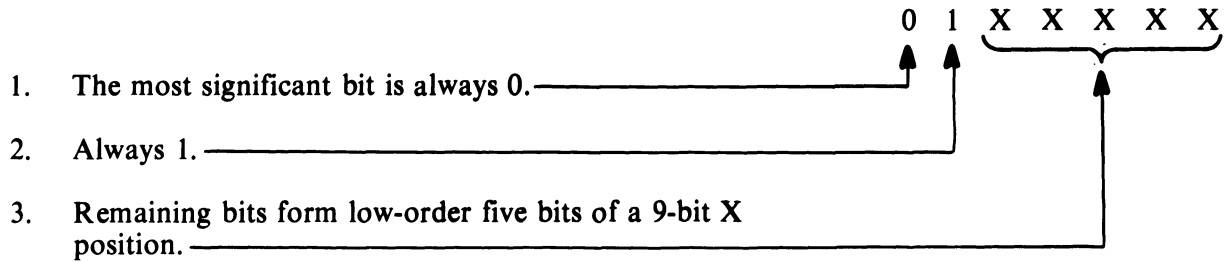 0 1 X X X X X
1. The most significant bit is always 0.
2. Always 1.
3. Remaining bits form low-order five bits of a 9-bit X
position.